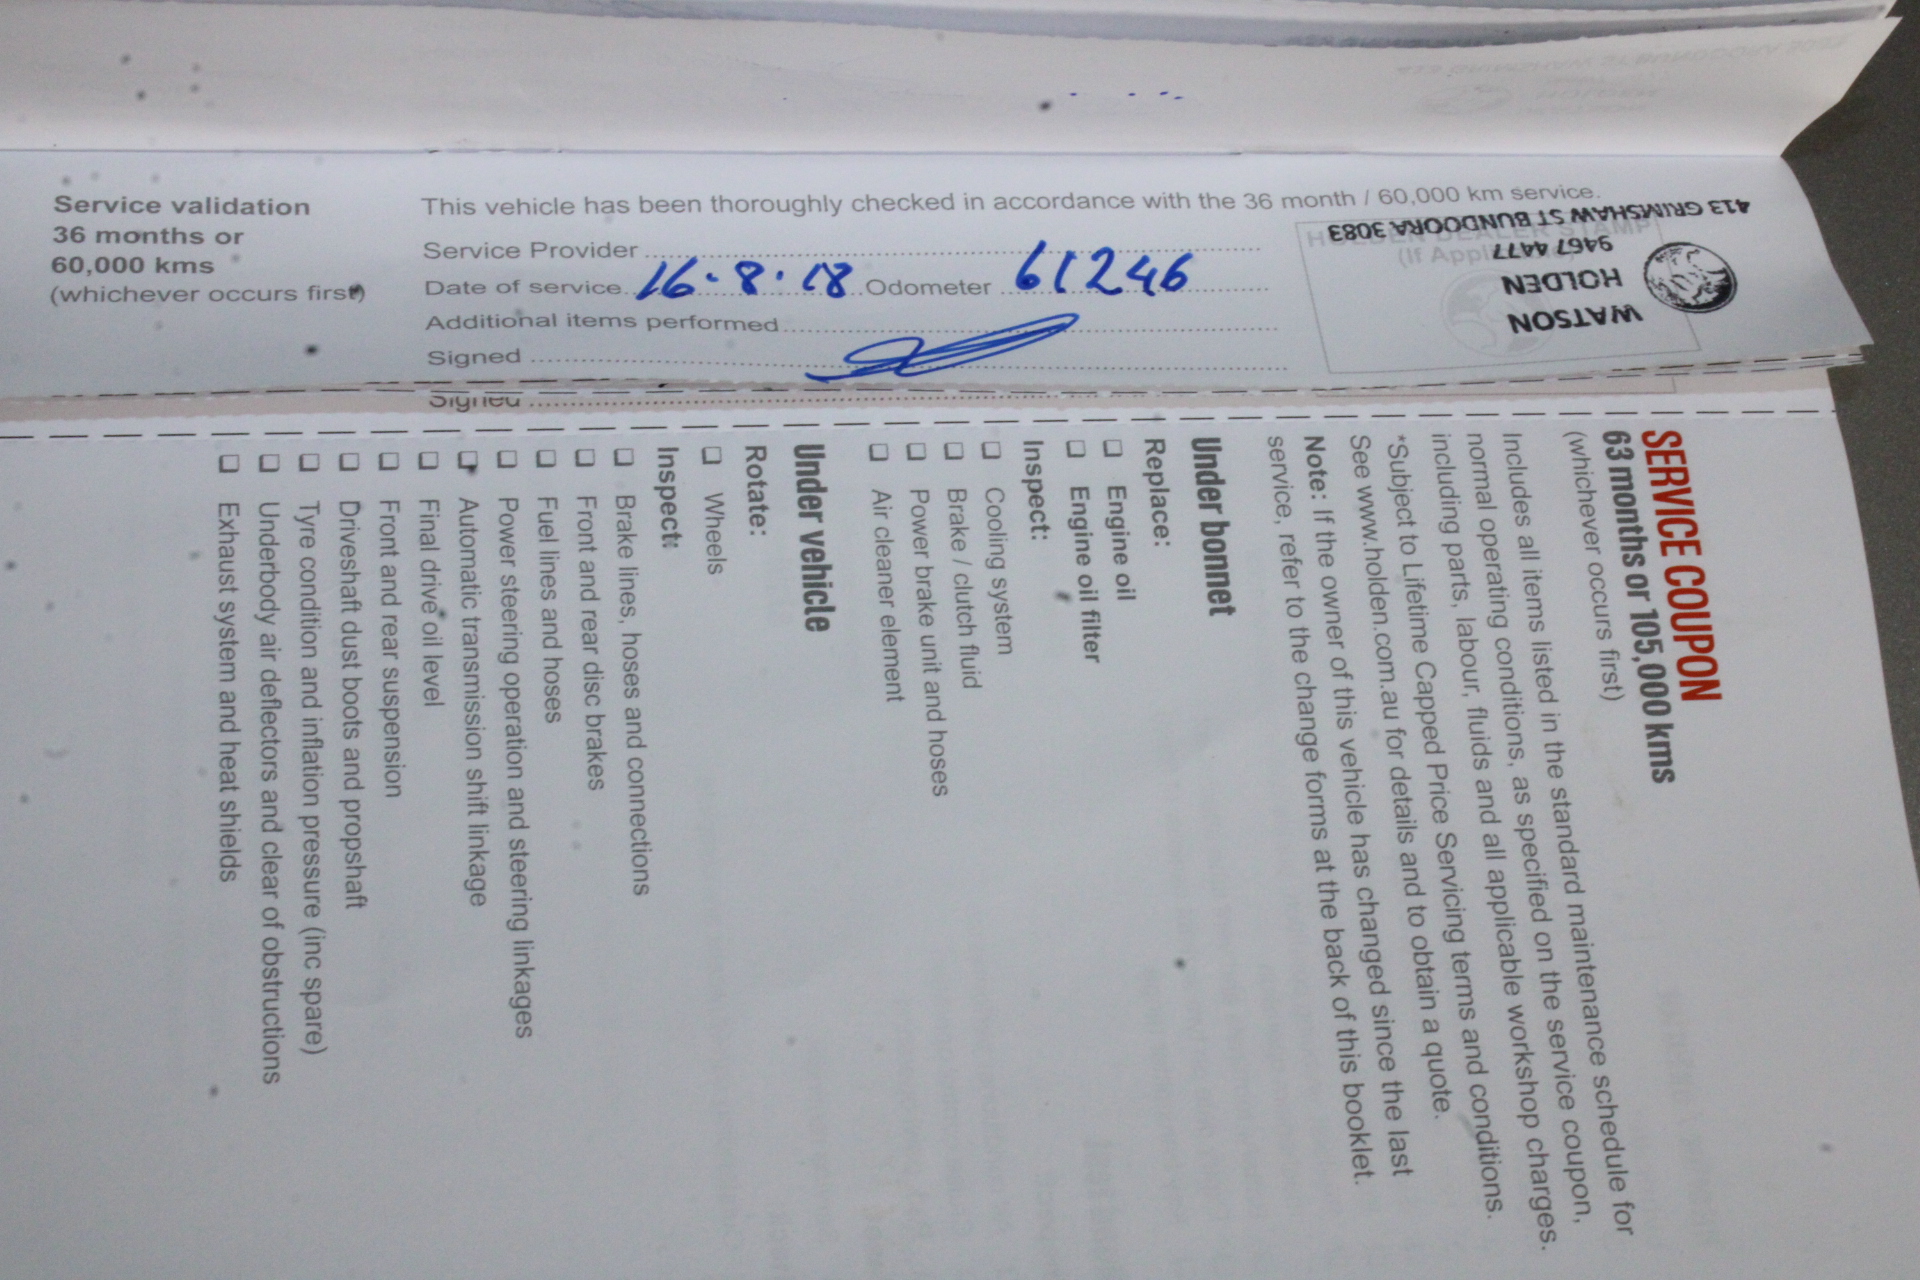 Service validation
36 months or
60,000 kms
(whichever occurs first)
This vehicle has been thoroughly checked in accordance with the 36 month / 60,000 km service.
Service Provider
Date of service 16.8.18 Odometer 61246
Additional items performed
Signed
HOLDEN DEALER STAMP
(If Applicable)
WATSON
HOLDEN
9467 4477
413 GRIMSHAW ST BUNDOORA 3083
Signed
SERVICE COUPON
63 months or 105,000 kms
(whichever occurs first)
Includes all items listed in the standard maintenance schedule for
normal operating conditions, as specified on the service coupon,
including parts, labour, fluids and all applicable workshop charges.
*Subject to Lifetime Capped Price Servicing terms and conditions.
See www.holden.com.au for details and to obtain a quote.
Note: If the owner of this vehicle has changed since the last
service, refer to the change forms at the back of this booklet.
Under bonnet
Replace:
❑ Engine oil
❑ Engine oil filter
Inspect:
❑ Cooling system
❑ Brake / clutch fluid
❑ Power brake unit and hoses
❑ Air cleaner element
Under vehicle
Rotate:
❑ Wheels
Inspect:
❑ Brake lines, hoses and connections
❑ Front and rear disc brakes
❑ Fuel lines and hoses
❑ Power steering operation and steering linkages
❑ Automatic transmission shift linkage
❑ Final drive oil level
❑ Front and rear suspension
❑ Driveshaft dust boots and propshaft
❑ Tyre condition and inflation pressure (inc spare)
❑ Underbody air deflectors and clear of obstructions
❑ Exhaust system and heat shields